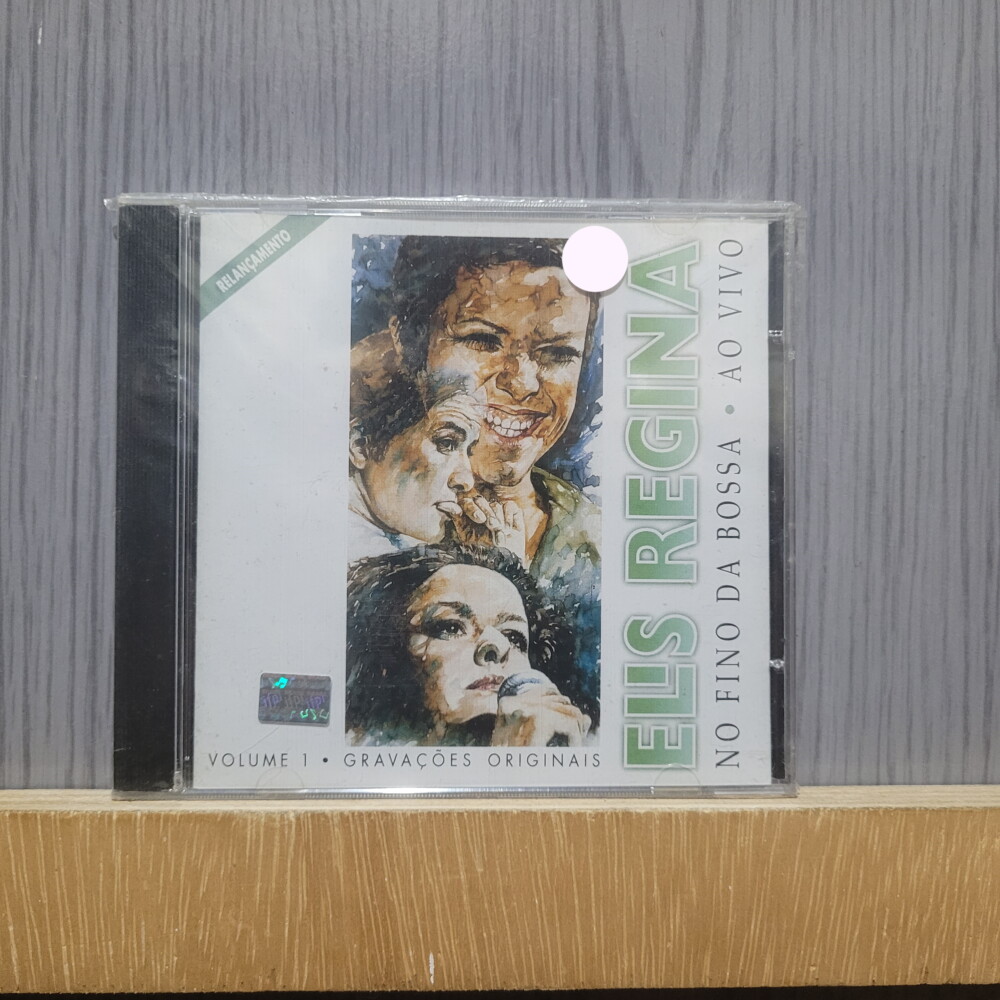 RELANÇAMENTO
ELIS REGINA
NO FINO DA BOSSA • AO VIVO
VOLUME 1 • GRAVAÇÕES ORIGINAIS